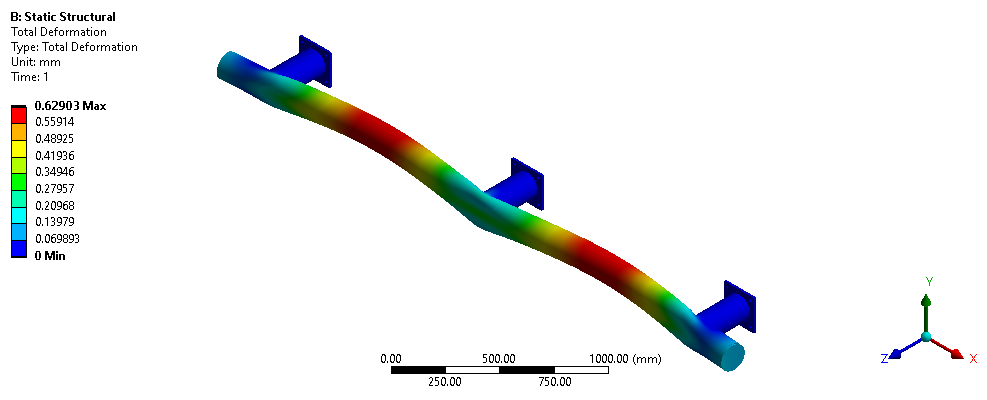 B: Static Structural
Total Deformation
Type: Total Deformation
Unit: mm
Time: 1
0.62903 Max
0.55914
0.48925
0.41936
0.34946
0.27957
0.20968
0.13979
0.069893
0 Min
0.00 500.00 1000.00 (mm)
250.00 750.00
Y
Z X